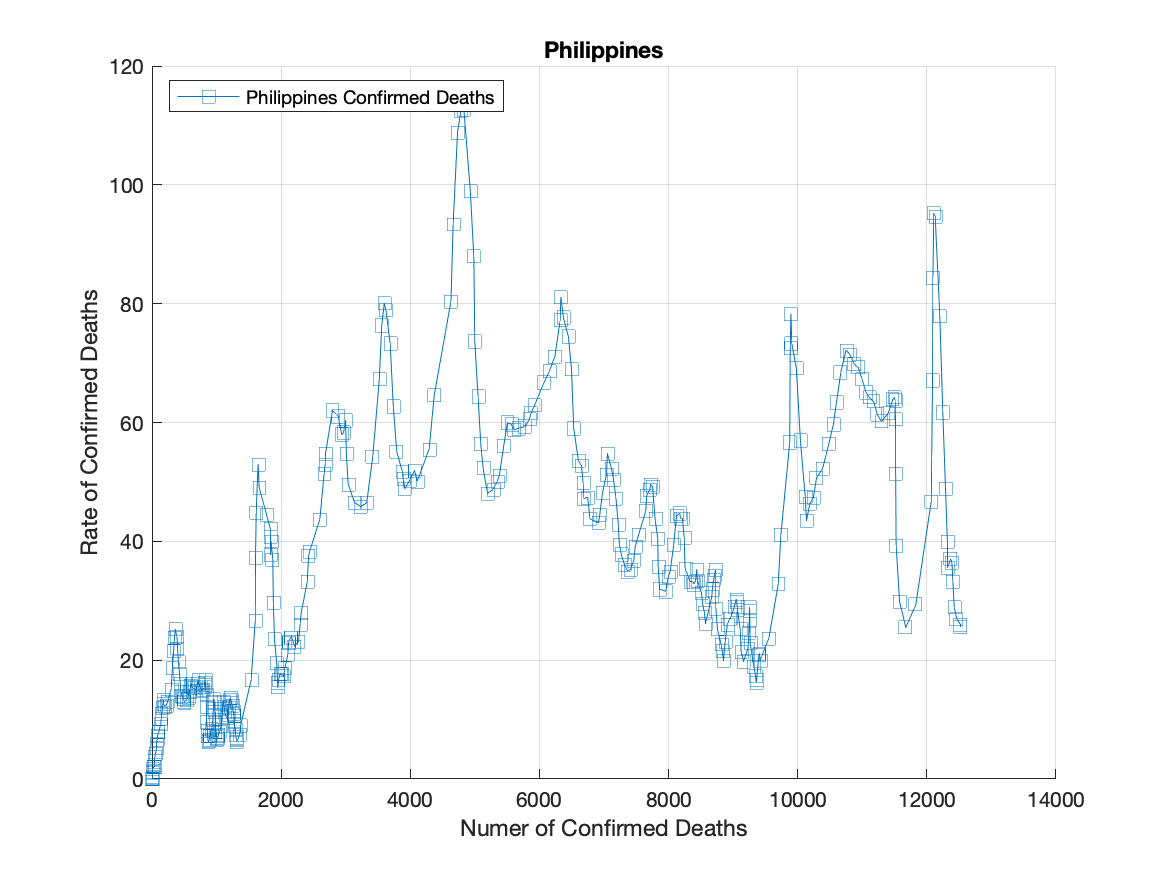 Philippines
Philippines Confirmed Deaths
Rate of Confirmed Deaths
120
100
80
60
40
20
0
0 2000 4000 6000 8000 10000 12000 14000
Numer of Confirmed Deaths